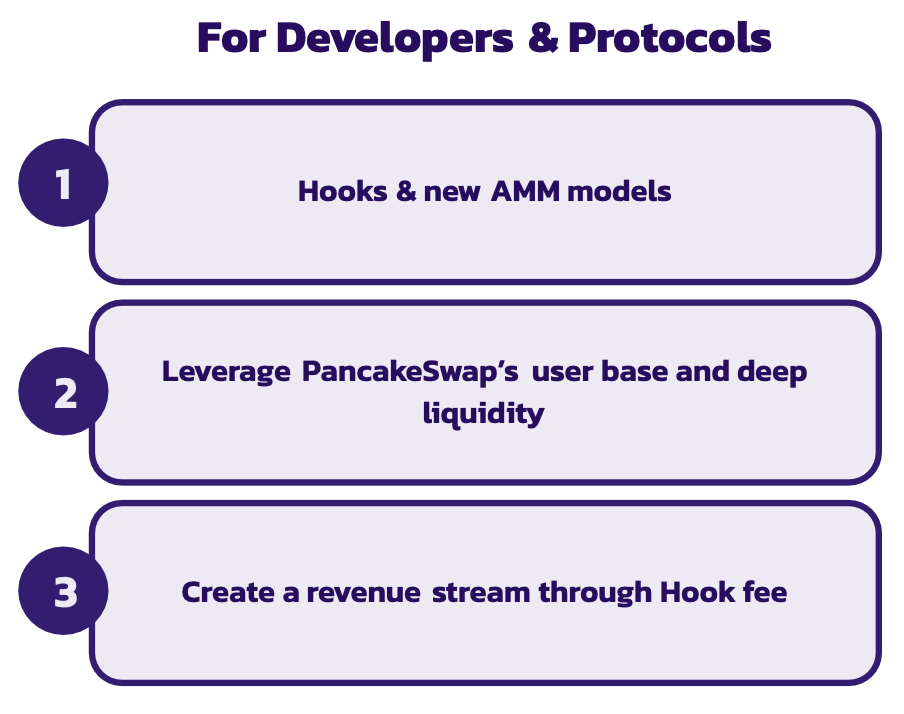 For Developers & Protocols
1
Hooks & new AMM models
2
Leverage PancakeSwap’s user base and deep
liquidity
3
Create a revenue stream through Hook fee